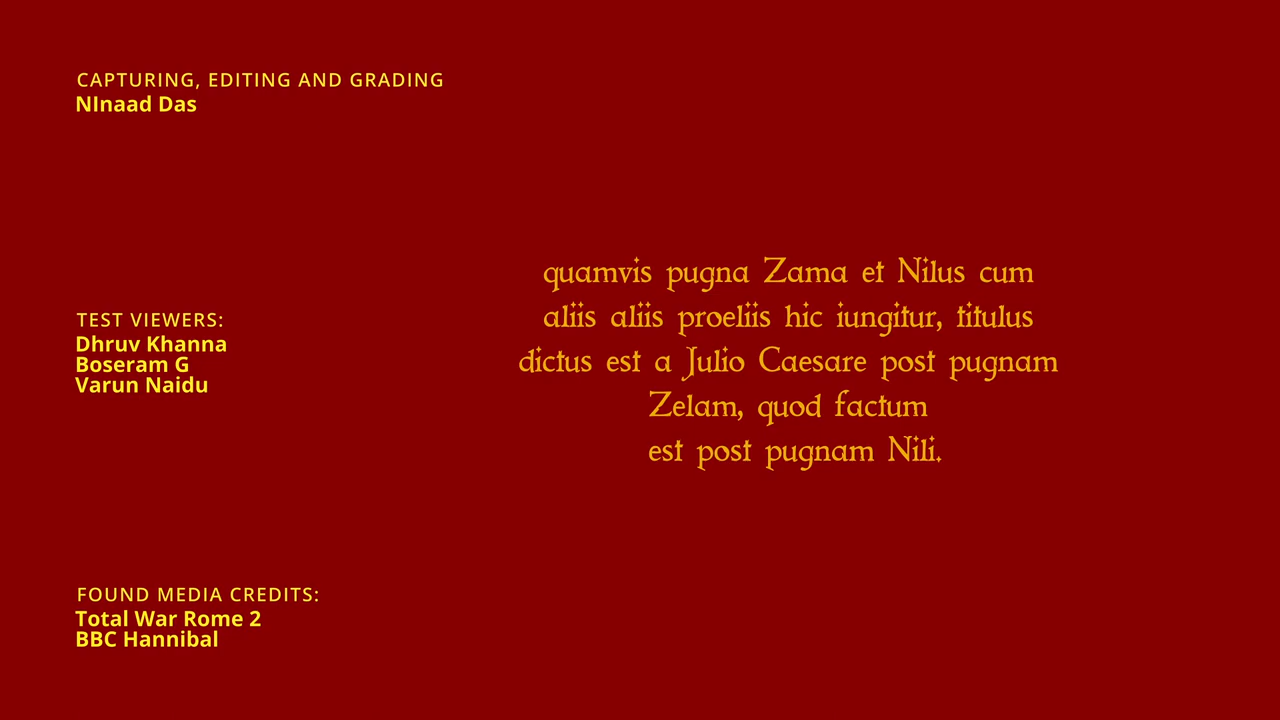 CAPTURING, EDITING AND GRADING
NInaad Das
TEST VIEWERS:
Dhruv Khanna
Boseram G
Varun Naidu
FOUND MEDIA CREDITS:
Total War Rome 2
BBC Hannibal
quamvis pugna Zama et Nilus cum
aliis aliis proeliis hic iungitur, titulus
dictus est a Julio Caesare post pugnam
Zelam, quod factum
est post pugnam Nili.